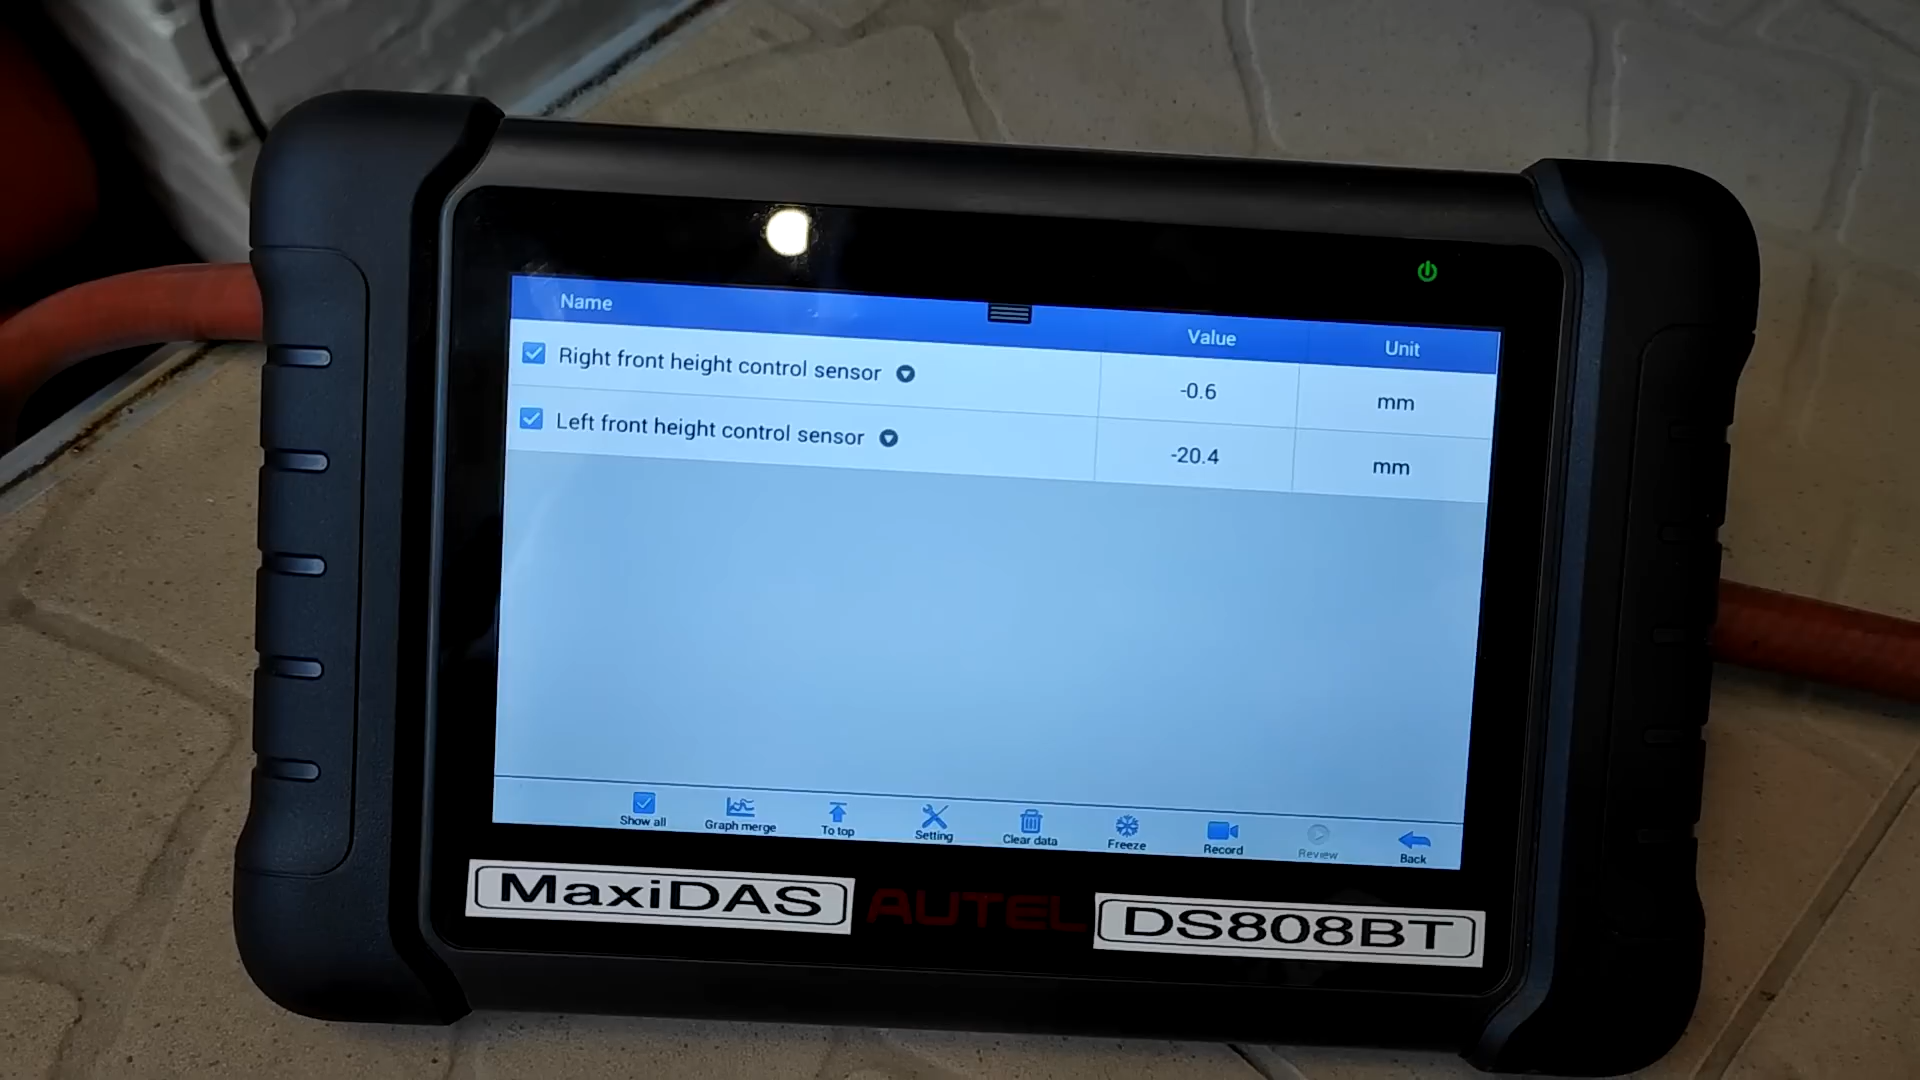 Name Value Unit
Right front height control sensor -0.6 mm
Left front height control sensor -20.4 mm
Show all Graph merge To top Setting Clear data Freeze Record Review Back
MaxiDAS AUTEL DS808BT